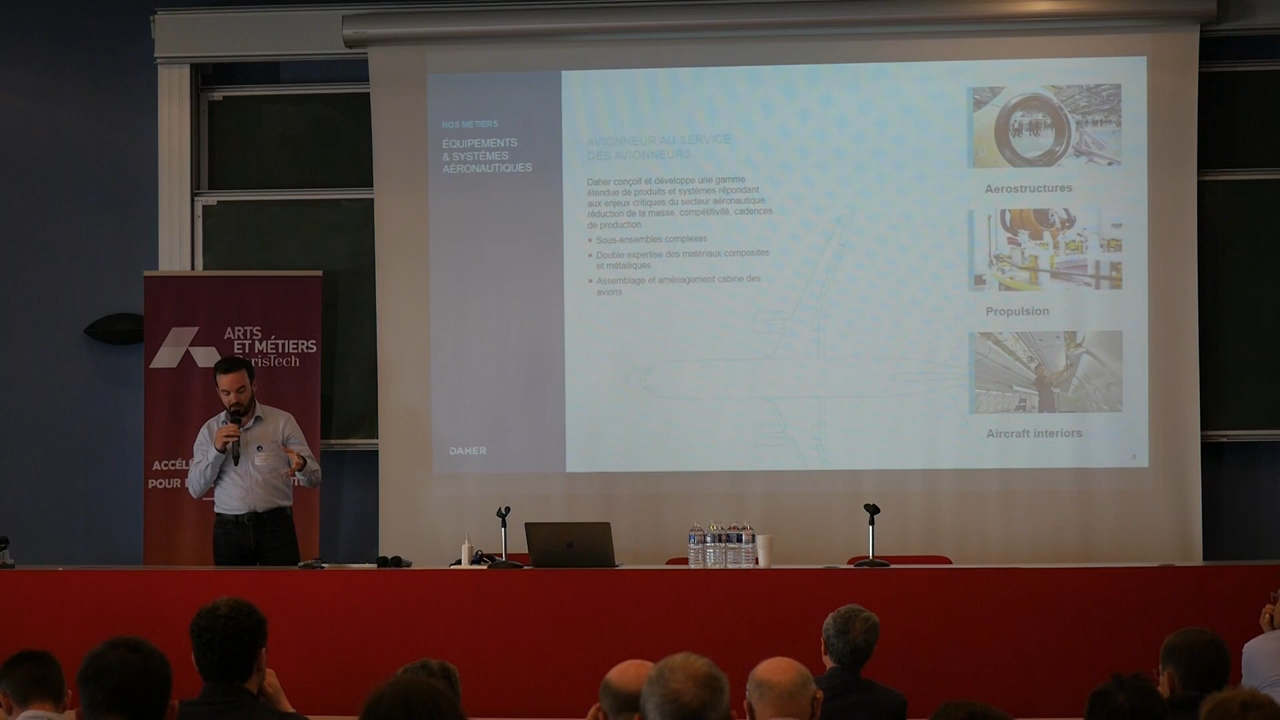 NOS MÉTIERS
ÉQUIPEMENTS
& SYSTÈMES
AÉRONAUTIQUES
DAHER
AVIONNEUR AU SERVICE
DES AVIONNEURS
Daher conçoit et développe une gamme
étendue de produits et systèmes répondant
aux enjeux critiques du secteur aéronautique
réduction de la masse, compétitivité, cadences
de production.
▪ Sous-ensembles complexes
▪ Double expertise des matériaux composites
et métalliques
▪ Assemblage et aménagement cabine des
avions
Aerostructures
Propulsion
Aircraft interiors
ARTS
ET MÉTIERS
ParisTech
ACCÉL
POUR